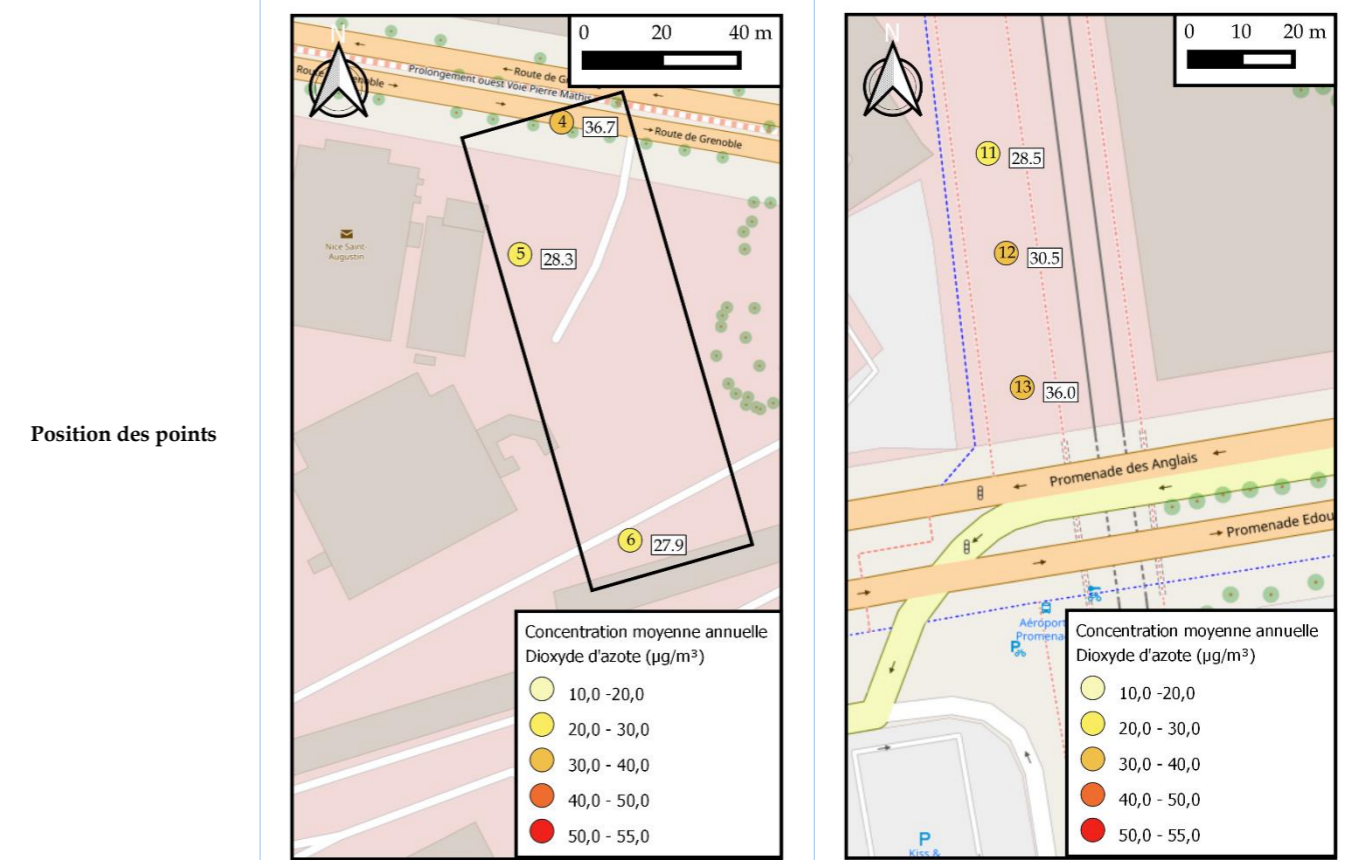 Position des points
N
0 20 40 m
← Route de G
Prolongement ouest Voie Pierre Mathis
Rou
enoble →
→ Route de Grenoble
4
36.7
5
28.3
Nice Saint-
Augustin
6
27.9
Concentration moyenne annuelle
Dioxyde d'azote (µg/m³)
10,0 -20,0
20,0 - 30,0
30,0 - 40,0
40,0 - 50,0
50,0 - 55,0
N
0 10 20 m
11
28.5
12
30.5
13
36.0
Promenade des Anglais
→ Promenade Edou
Aéroport
Promena
P
P
Kiss &
Concentration moyenne annuelle
Dioxyde d'azote (µg/m³)
10,0 -20,0
20,0 - 30,0
30,0 - 40,0
40,0 - 50,0
50,0 - 55,0